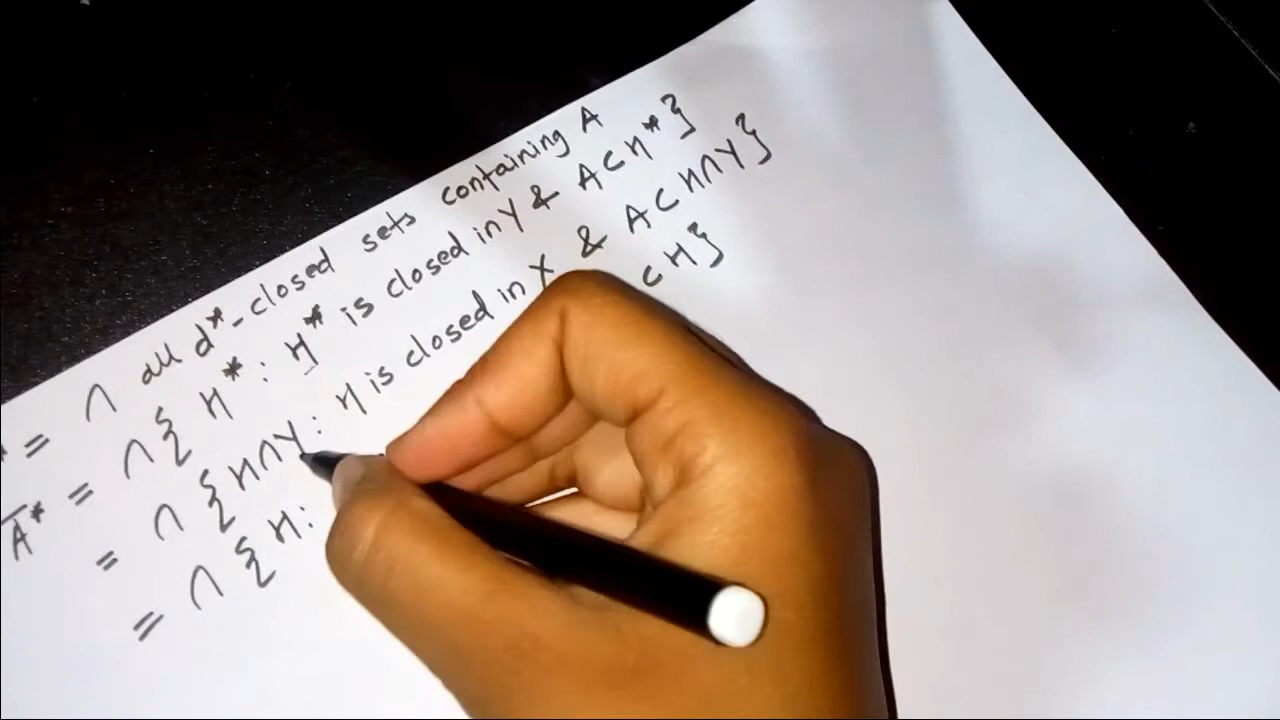 * = ∩ all d*-closed sets containing A
A̅* = ∩ { H* : H* is closed in Y & A⊂H*}
= ∩ {H∩Y : H is closed in X & A⊂H∩Y}
= ∩ {H: ⊂H}